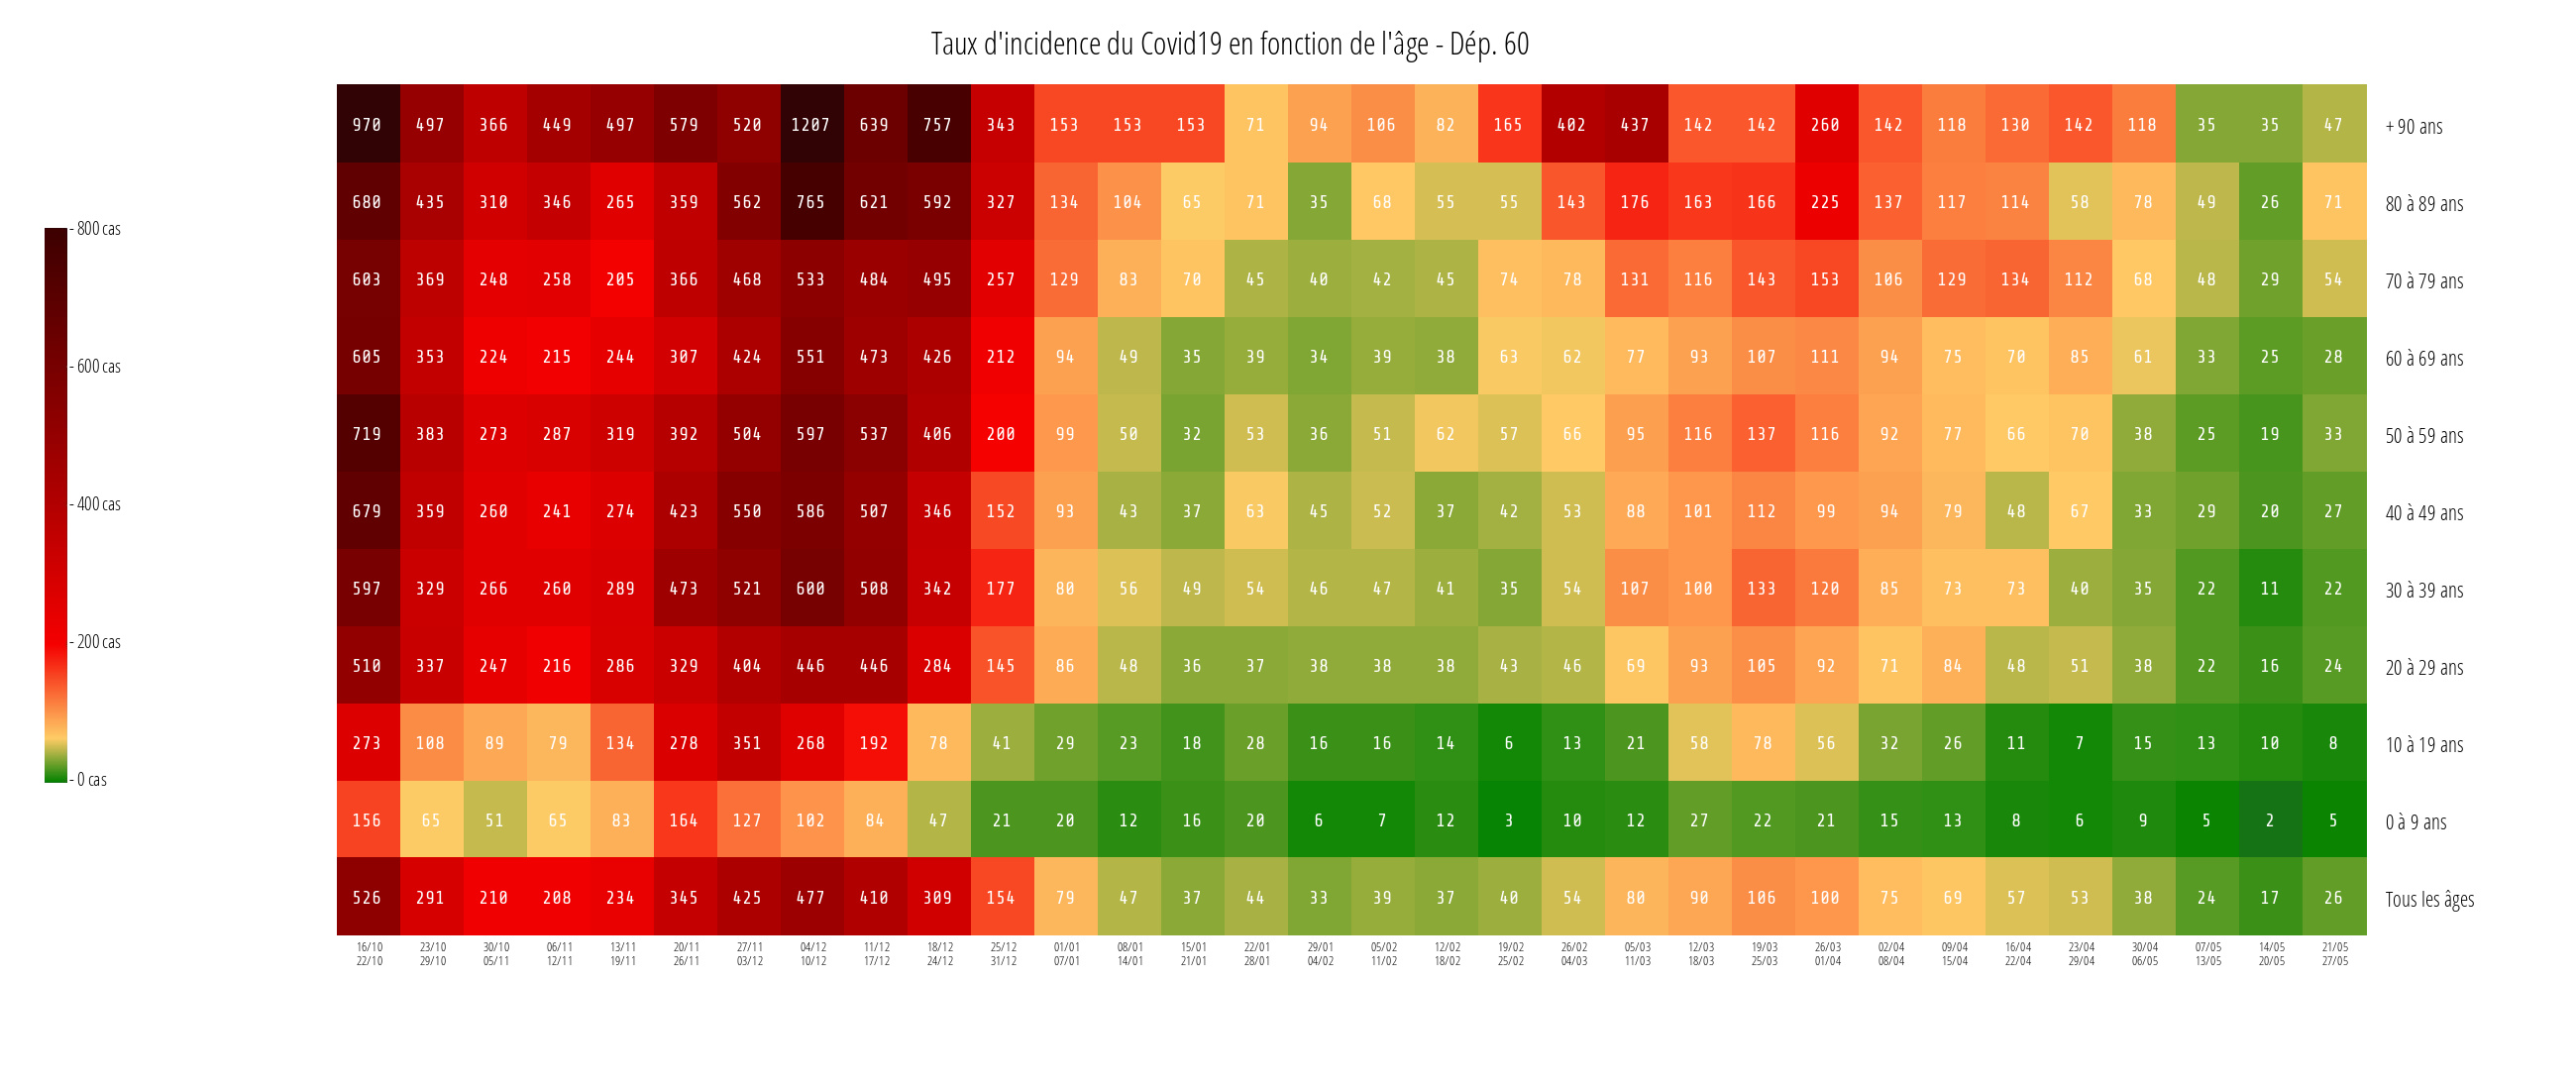 Taux d'incidence du Covid19 en fonction de l'âge - Dép. 60
- 800 cas
- 600 cas
- 400 cas
- 200 cas
- 0 cas
970 497 366 449 497 579 520 1207 639 757 343 153 153 153 71 94 106 82 165 402 437 142 142 260 142 118 130 142 118 35 35 47 + 90 ans
680 435 310 346 265 359 562 765 621 592 327 134 104 65 71 35 68 55 55 143 176 163 166 225 137 117 114 58 78 49 26 71 80 à 89 ans
603 369 248 258 205 366 468 533 484 495 257 129 83 70 45 40 42 45 74 78 131 116 143 153 106 129 134 112 68 48 29 54 70 à 79 ans
605 353 224 215 244 307 424 551 473 426 212 94 49 35 39 34 39 38 63 62 77 93 107 111 94 75 70 85 61 33 25 28 60 à 69 ans
719 383 273 287 319 392 504 597 537 406 200 99 50 32 53 36 51 62 57 66 95 116 137 116 92 77 66 70 38 25 19 33 50 à 59 ans
679 359 260 241 274 423 550 586 507 346 152 93 43 37 63 45 52 37 42 53 88 101 112 99 94 79 48 67 33 29 20 27 40 à 49 ans
597 329 266 260 289 473 521 600 508 342 177 80 56 49 54 46 47 41 35 54 107 100 133 120 85 73 73 40 35 22 11 22 30 à 39 ans
510 337 247 216 286 329 404 446 446 284 145 86 48 36 37 38 38 38 43 46 69 93 105 92 71 84 48 51 38 22 16 24 20 à 29 ans
273 108 89 79 134 278 351 268 192 78 41 29 23 18 28 16 16 14 6 13 21 58 78 56 32 26 11 7 15 13 10 8 10 à 19 ans
156 65 51 65 83 164 127 102 84 47 21 20 12 16 20 6 7 12 3 10 12 27 22 21 15 13 8 6 9 5 2 5 0 à 9 ans
526 291 210 208 234 345 425 477 410 309 154 79 47 37 44 33 39 37 40 54 80 90 106 100 75 69 57 53 38 24 17 26 Tous les âges
16/10 23/10 30/10 06/11 13/11 20/11 27/11 04/12 11/12 18/12 25/12 01/01 08/01 15/01 22/01 29/01 05/02 12/02 19/02 26/02 05/03 12/03 19/03 26/03 02/04 09/04 16/04 23/04 30/04 07/05 14/05 21/05
22/10 29/10 05/11 12/11 19/11 26/11 03/12 10/12 17/12 24/12 31/12 07/01 14/01 21/01 28/01 04/02 11/02 18/02 25/02 04/03 11/03 18/03 25/03 01/04 08/04 15/04 22/04 29/04 06/05 13/05 20/05 27/05